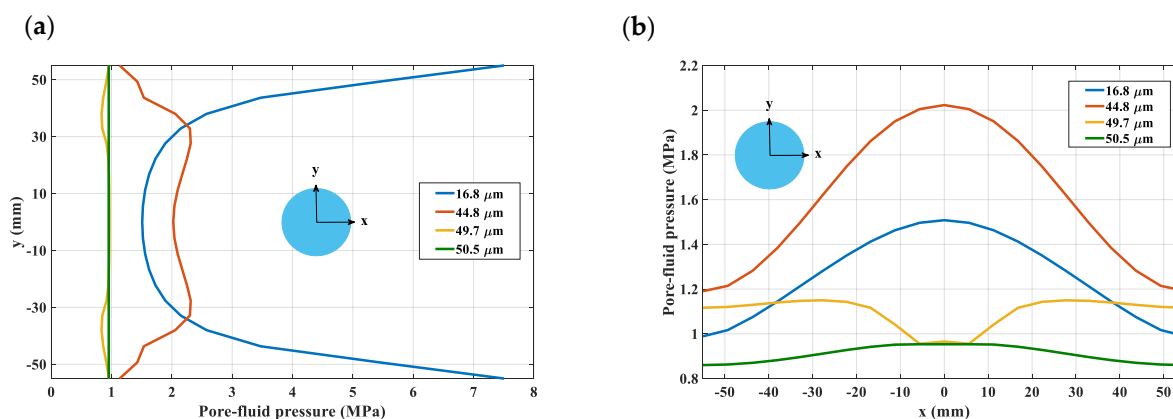 (a)
50
30
10
-10
-30
-50
y (mm)
0 1 2 3 4 5 6 7 8
Pore-fluid pressure (MPa)
y
x
16.8 μm
44.8 μm
49.7 μm
50.5 μm
(b)
2.2
2
1.8
1.6
1.4
1.2
1
0.8
Pore-fluid pressure (MPa)
-50 -40 -30 -20 -10 0 10 20 30 40 50
x (mm)
y
x
16.8 μm
44.8 μm
49.7 μm
50.5 μm